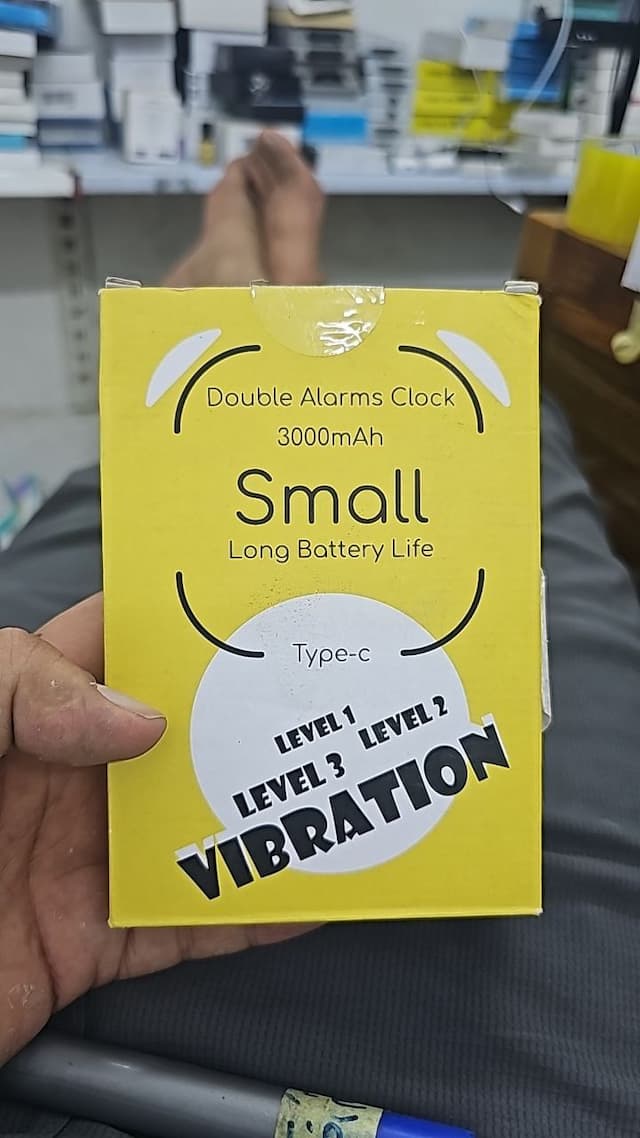 Double Alarms Clock
3000mAh
Small
Long Battery Life
Type-c
LEVEL 1
LEVEL 2
LEVEL 3
VIBRATION